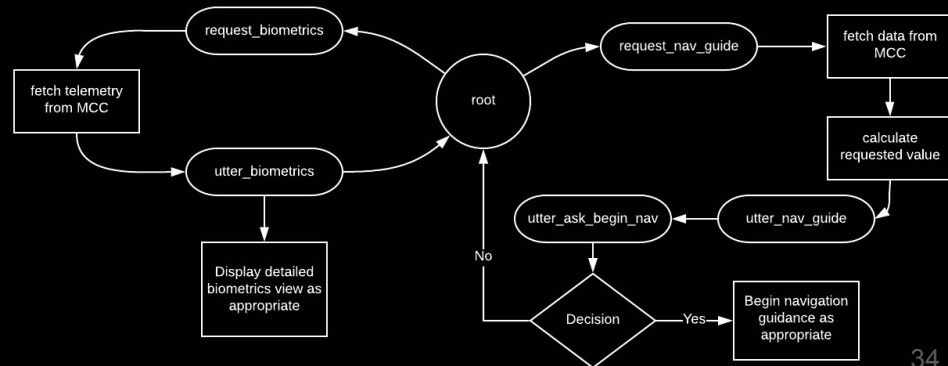 request_biometrics
request_nav_guide
fetch data from
MCC
fetch telemetry
from MCC
root
calculate
requested value
utter_biometrics
utter_ask_begin_nav
utter_nav_guide
No
Display detailed
biometrics view as
appropriate
Decision
Yes
Begin navigation
guidance as
appropriate
34